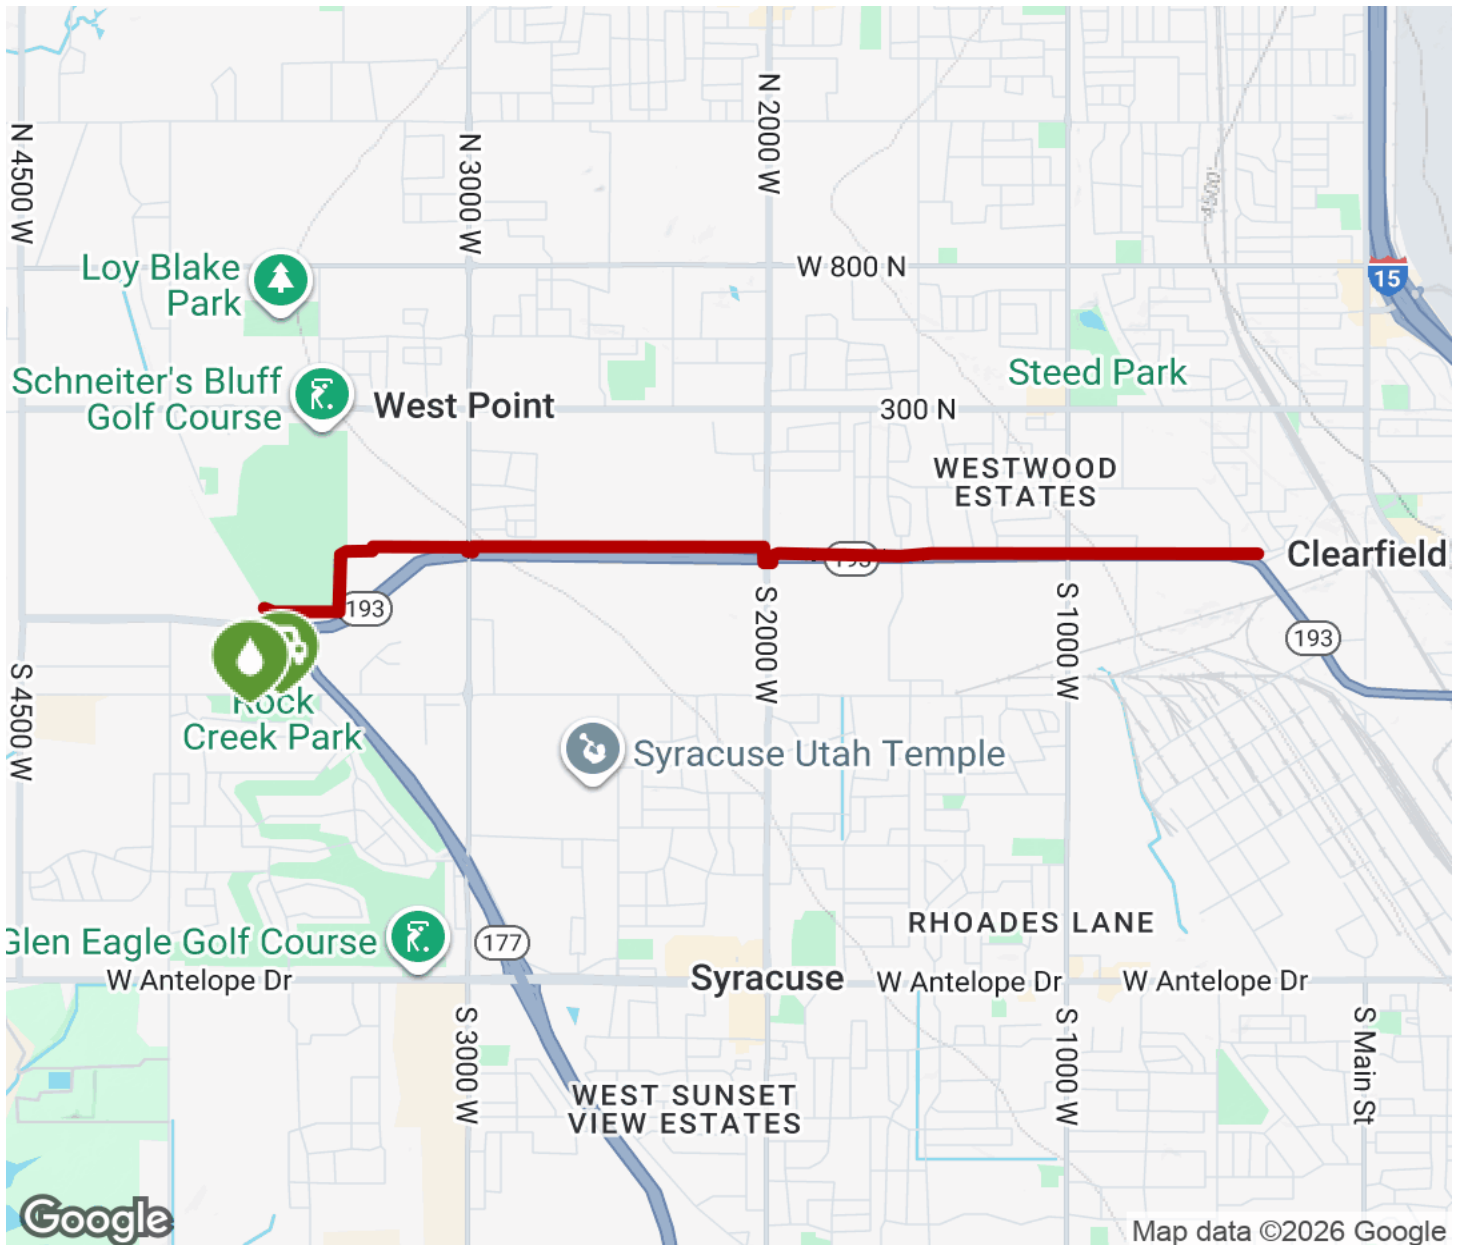 N 4500 W
N 3000 W
N 2000 W
4500'
Loy Blake
Park
W 800 N
15
Schneiter's Bluff
Golf Course
West Point
Steed Park
300 N
WESTWOOD
ESTATES
193
Clearfield
193
193
S 4500 W
S 2000 W
S 1000 W
Rock
Creek Park
Syracuse Utah Temple
Glen Eagle Golf Course
177
RHOADES LANE
W Antelope Dr
Syracuse
W Antelope Dr
W Antelope Dr
S 3000 W
S 1000 W
S Main St
WEST SUNSET
VIEW ESTATES
Google
Map data ©2026 Google